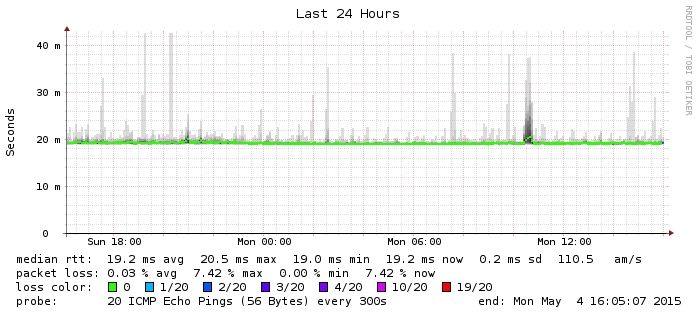 Last 24 Hours
RRDTOOL / TOBI OETIKER
Seconds
40 m
30 m
20 m
10 m
0
Sun 18:00 Mon 00:00 Mon 06:00 Mon 12:00
median rtt: 19.2 ms avg 20.5 ms max 19.0 ms min 19.2 ms now 0.2 ms sd 110.5 am/s
packet loss: 0.03 % avg 7.42 % max 0.00 % min 7.42 % now
loss color: 0 1/20 2/20 3/20 4/20 10/20 19/20
probe: 20 ICMP Echo Pings (56 Bytes) every 300s end: Mon May 4 16:05:07 2015